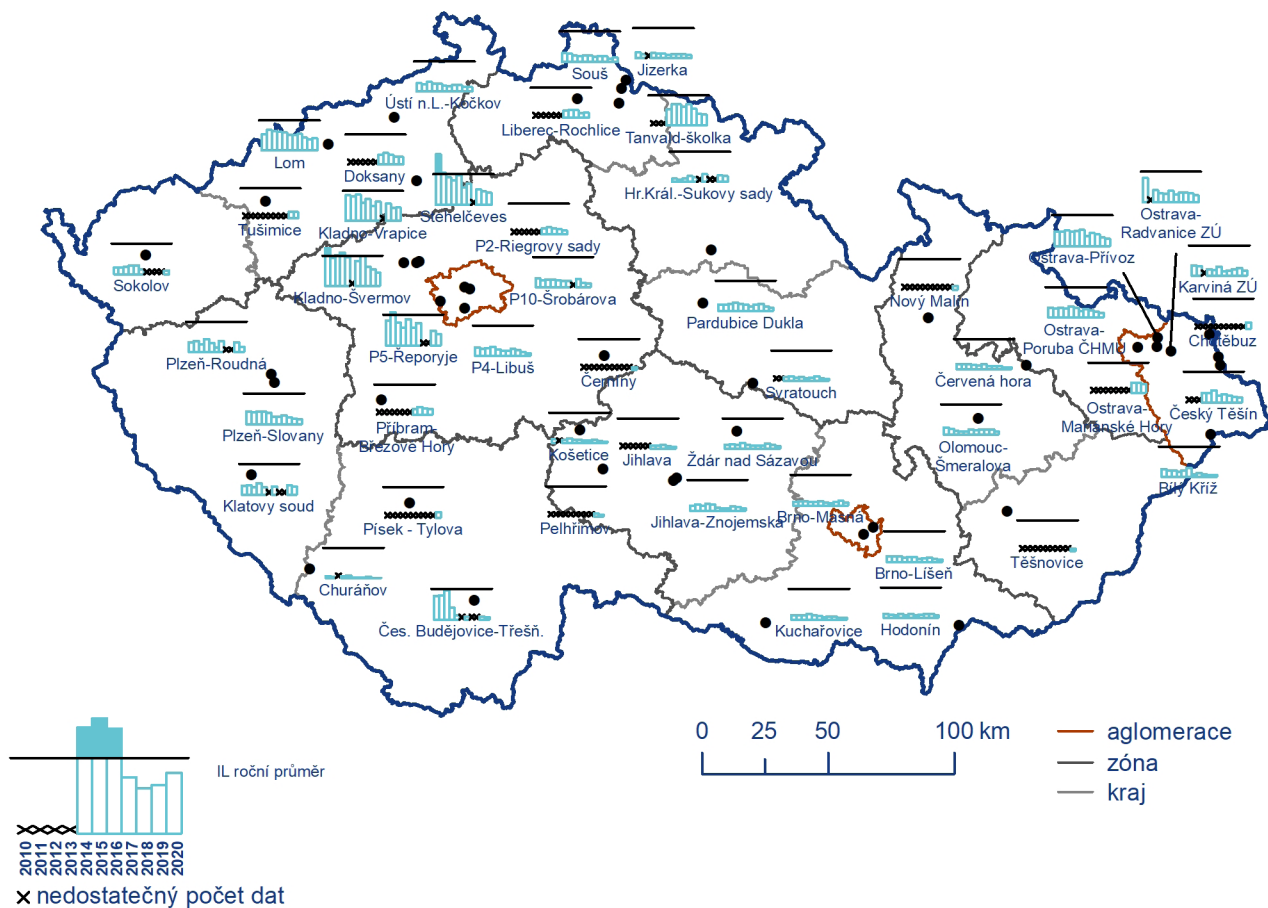 Souš
Jizerka
Ústí n.L.-Kočkov
Liberec-Rochlice
Tanvald-školka
Lom
Doksany
Hr.Král.-Sukovy sady
Tušimice
Kladno-Vrapice
Stehelčeves
P2-Riegrovy sady
Ostrava-
Radvanice ZÚ
Ostrava-Přívoz
Sokolov
Kladno-Švermov
P10-Šrobárova
Nový Malín
Karviná ZÚ
Pardubice Dukla
Ostrava-
Poruba ČHMÚ
Chotěbuz
Plzeň-Roudná
P5-Řeporyje
P4-Libuš
Čerminy
Svratouch
Červená hora
Ostrava-
Mariánské Hory
Český Těšín
Plzeň-Slovany
Příbram-
Březové Hory
Košetice
Jihlava
Ždár nad Sázavou
Olomouc-
Šmeralova
Bílý Kříž
Klatovy soud
Písek - Tylova
Pelhřimov
Jihlava-Znojemská
Brno-Masná
Brno-Líšeň
Těšnovice
Churáňov
Čes. Budějovice-Třešň.
Kuchařovice
Hodonín
IL roční průměr
2010
2011
2012
2013
2014
2015
2016
2017
2018
2019
2020
nedostatečný počet dat
0 25 50 100 km
aglomerace
zóna
kraj